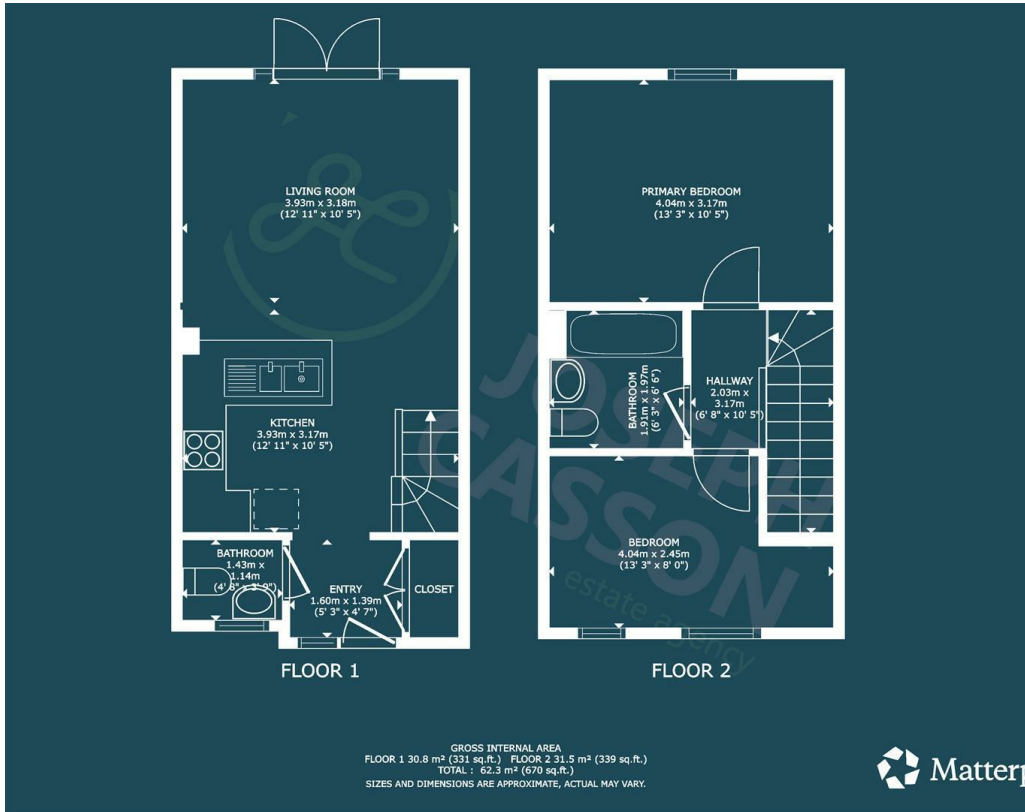 LIVING ROOM
3.93m x 3.18m
(12' 11" x 10' 5")
KITCHEN
3.93m x 3.17m
(12' 11" x 10' 5")
BATHROOM
1.43m x
1.14m
(4' 8" x 3' 9")
ENTRY
1.60m x 1.39m
(5' 3" x 4' 7")
CLOSET
FLOOR 1
PRIMARY BEDROOM
4.04m x 3.17m
(13' 3" x 10' 5")
BATHROOM
1.91m x 1.97m
(6' 3" x 6' 6")
HALLWAY
2.03m x
3.17m
(6' 8" x 10' 5")
BEDROOM
4.04m x 2.45m
(13' 3" x 8' 0")
FLOOR 2
JOSEPH
CASSON
estate agency
GROSS INTERNAL AREA
FLOOR 1 30.8 m² (331 sq.ft.) FLOOR 2 31.5 m² (339 sq.ft.)
TOTAL : 62.3 m² (670 sq.ft.)
SIZES AND DIMENSIONS ARE APPROXIMATE, ACTUAL MAY VARY.
Matterp